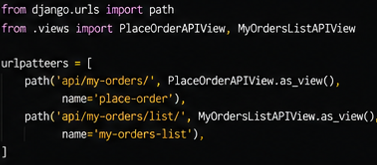 from django.urls import path
from .views import PlaceOrderAPIView, MyOrdersListAPIView
urlpatteers = [
path('api/my-orders/', PlaceOrderAPIView.as_view(),
name='place-order'),
path('api/my-orders/list/', MyOrdersListAPIView.as_view(),
name='my-orders-list'),
]